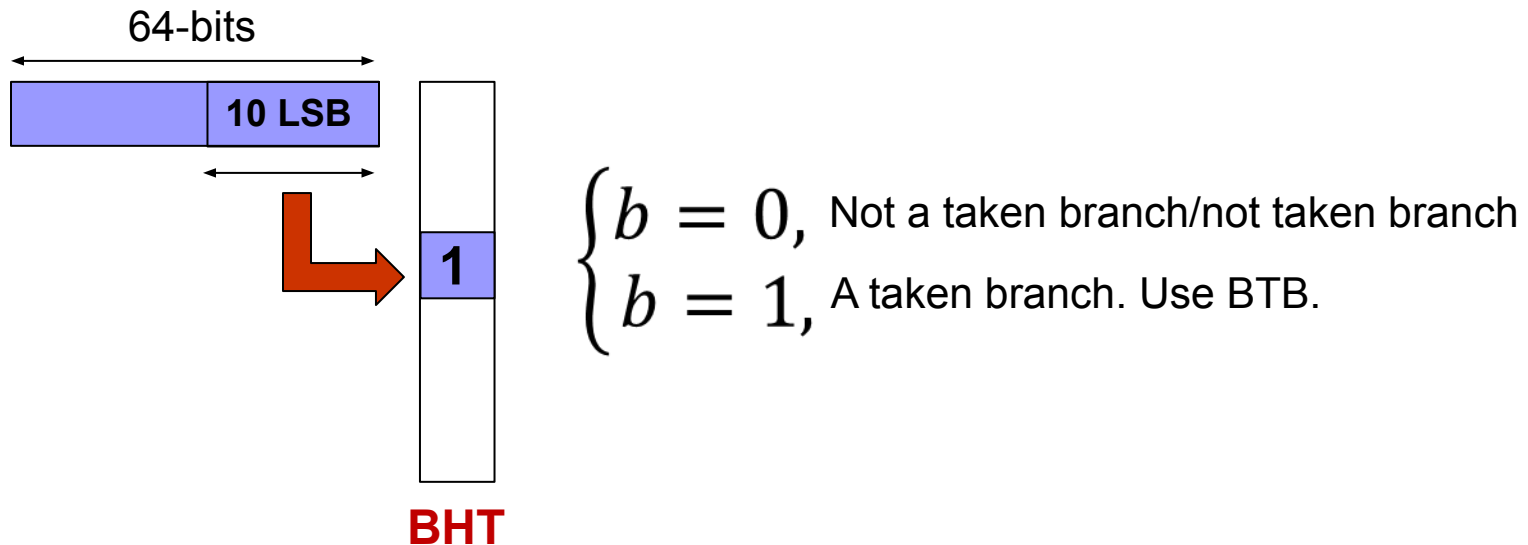 64-bits
10 LSB
1
b = 0, Not a taken branch/not taken branch
b = 1, A taken branch. Use BTB.
BHT